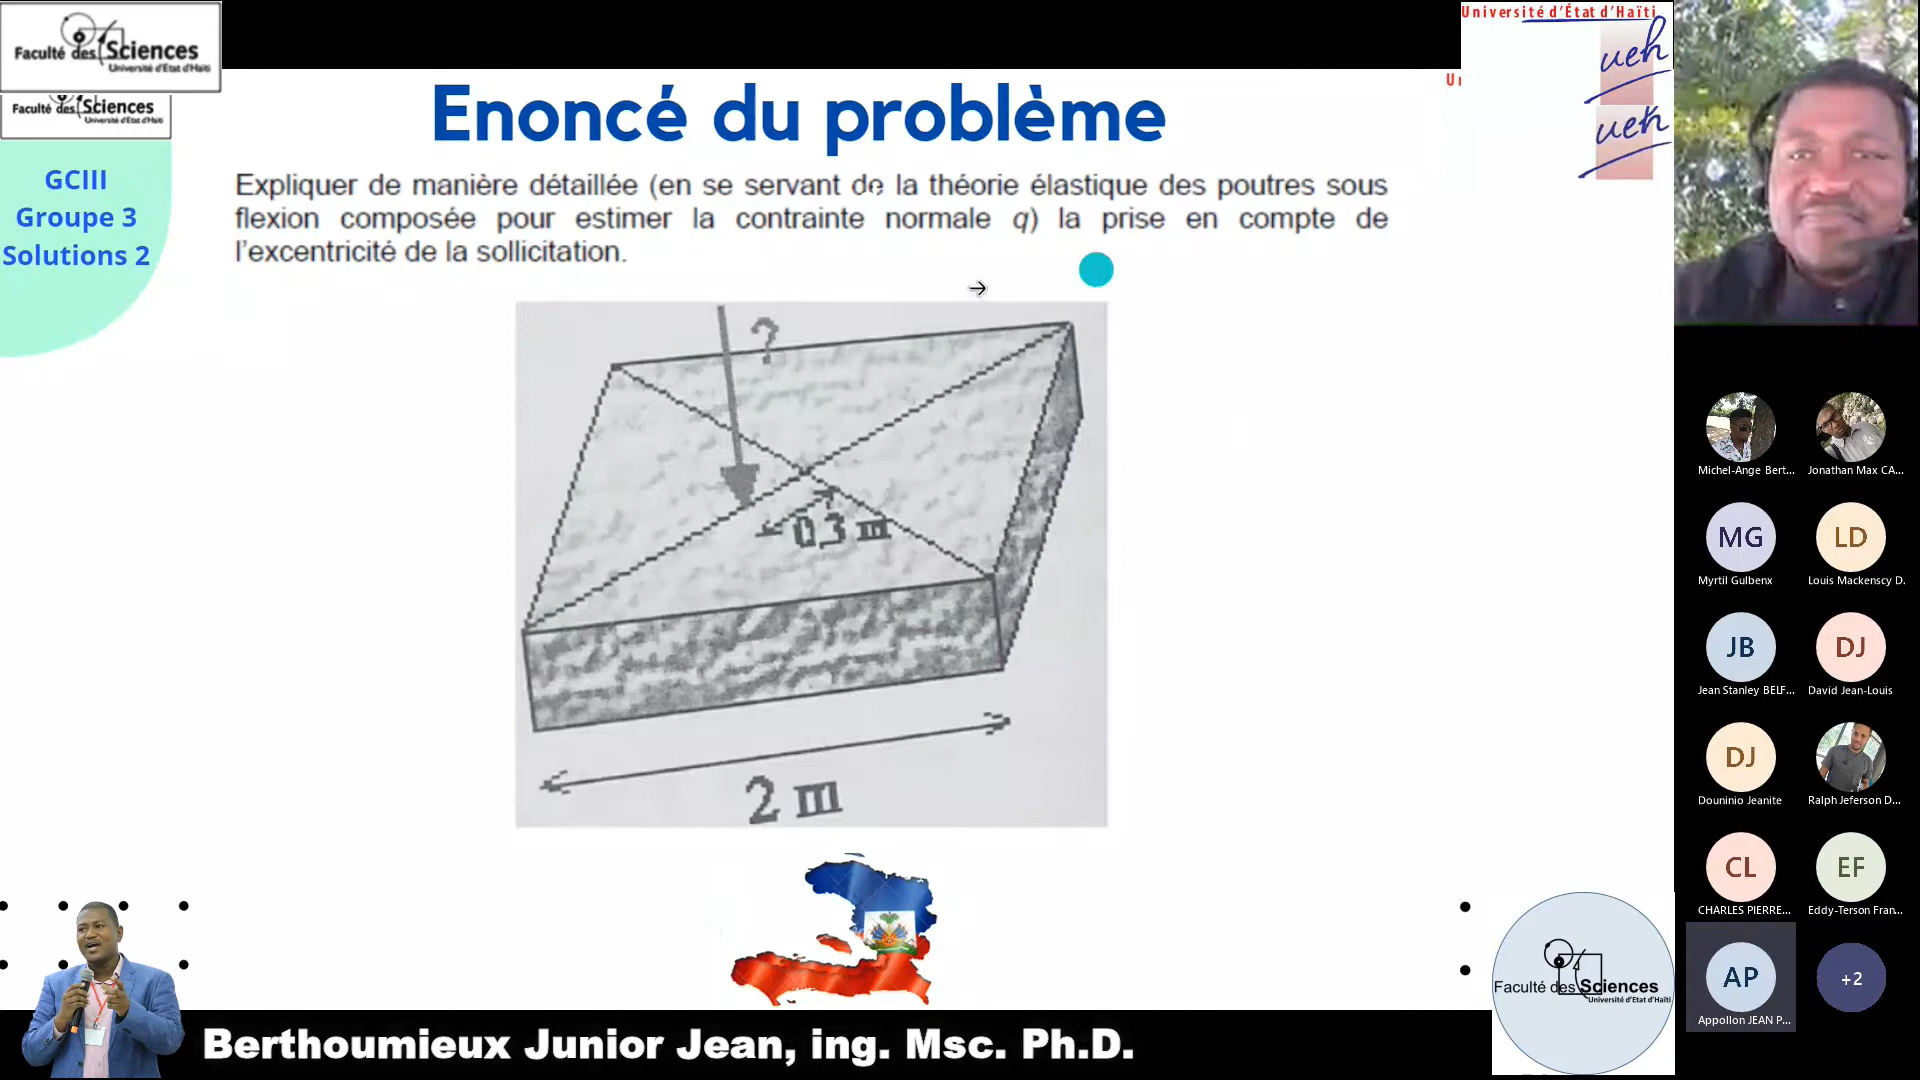 Faculté des Sciences
Université d'Etat d'Haïti
Faculté des Sciences
Université d'Etat d'Haïti
GCIII
Groupe 3
Solutions 2
Université d'État d'Haïti
ueh
Un
ueh
Enoncé du problème
Expliquer de manière détaillée (en se servant de la théorie élastique des poutres sous
flexion composée pour estimer la contrainte normale q) la prise en compte de
l'excentricité de la sollicitation.
?
0,3 m
2 m
Michel-Ange Bert...
Jonathan Max CA...
MG
LD
Myrtil Gulbenx
Louis Mackenscy D.
JB
DJ
Jean Stanley BELF...
David Jean-Louis
DJ
Douninio Jeanite
Ralph Jeferson D...
CL
EF
CHARLES PIERRE...
Eddy-Terson Fran...
AP
+2
Appollon JEAN P...
Faculté des Sciences
Université d'Etat d'Haïti
Berthoumieux Junior Jean, ing. Msc. Ph.D.